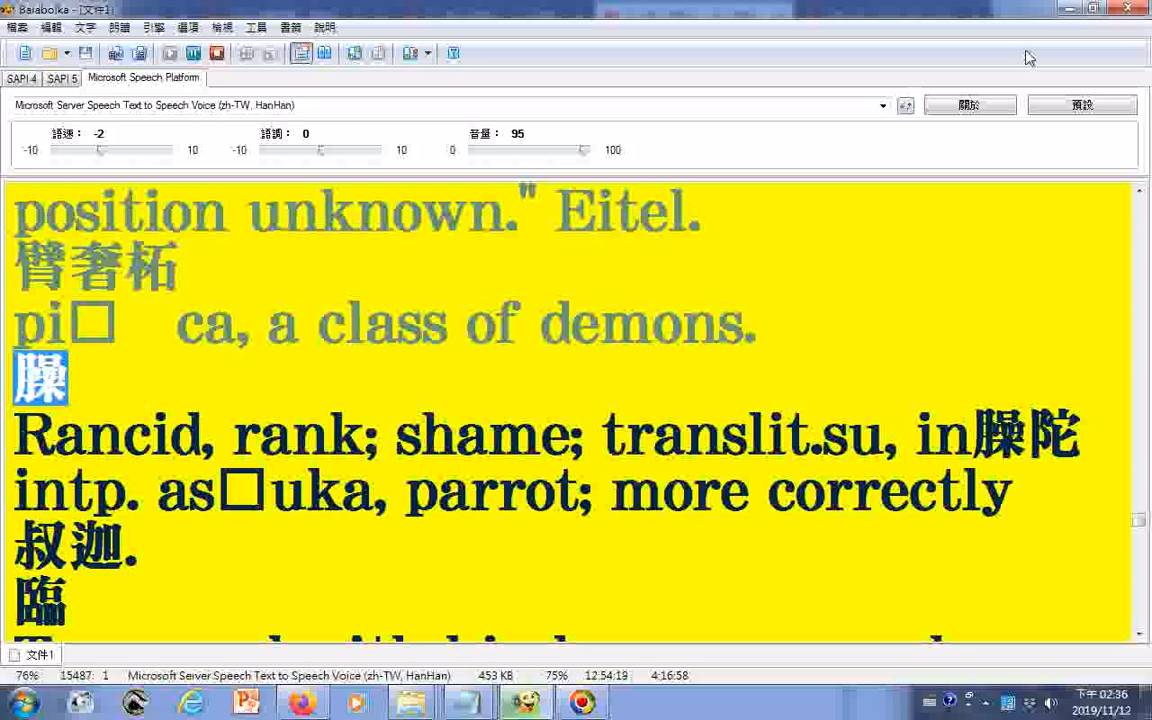 Balabolka - [文件1]
檔案 編輯 文字 朗讀 引擎 選項 檢視 工具 書籤 說明
SAPI 4 SAPI 5 Microsoft Speech Platform
Microsoft Server Speech Text to Speech Voice (zh-TW, HanHan) 關於 預設
語速： -2 語調： 0 音量： 95
-10 10 -10 10 0 100
position unknown." Eitel.
臂奢柘
pi□ ca, a class of demons.
臊
Rancid, rank; shame; translit.su, in臊陀
intp. as□uka, parrot; more correctly
叔迦.
臨
文件1
76% 15487: 1 Microsoft Server Speech Text to Speech Voice (zh-TW, HanHan) 453 KB 75% 12:54:19 4:16:58
下午 02:36
2019/11/12